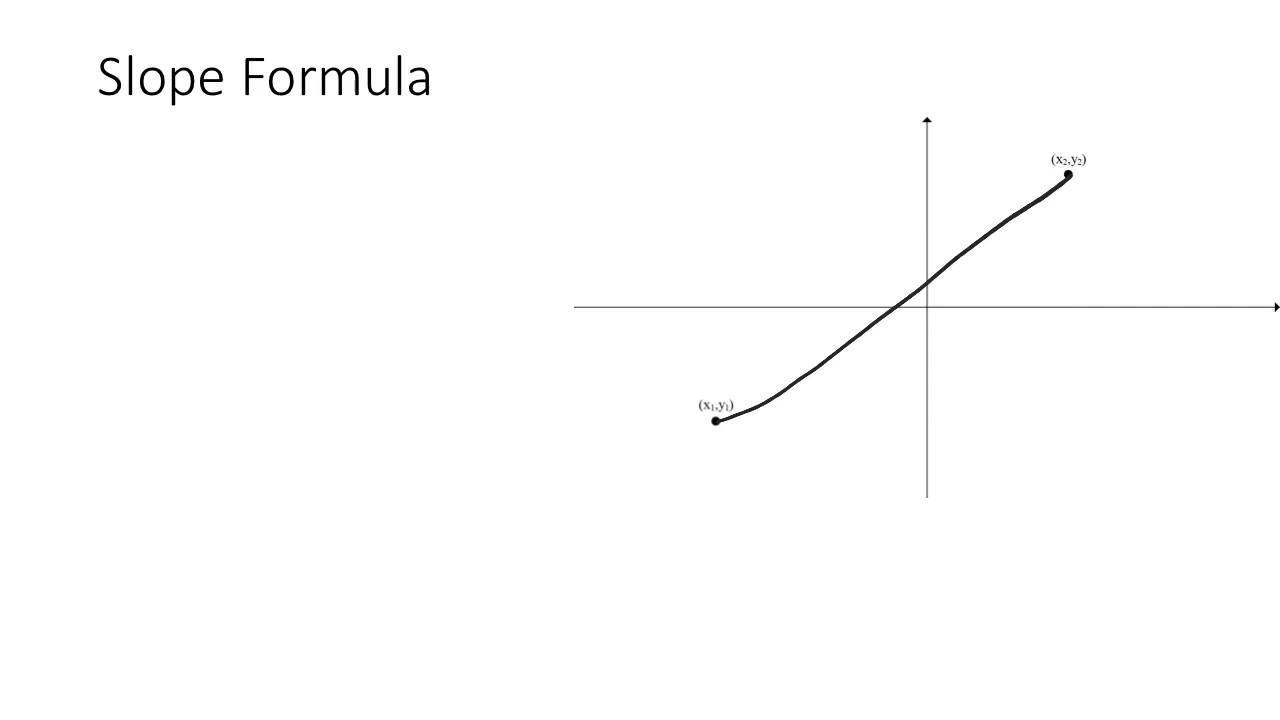 Slope Formula
(x₂,y₂)
(x₁,y₁)